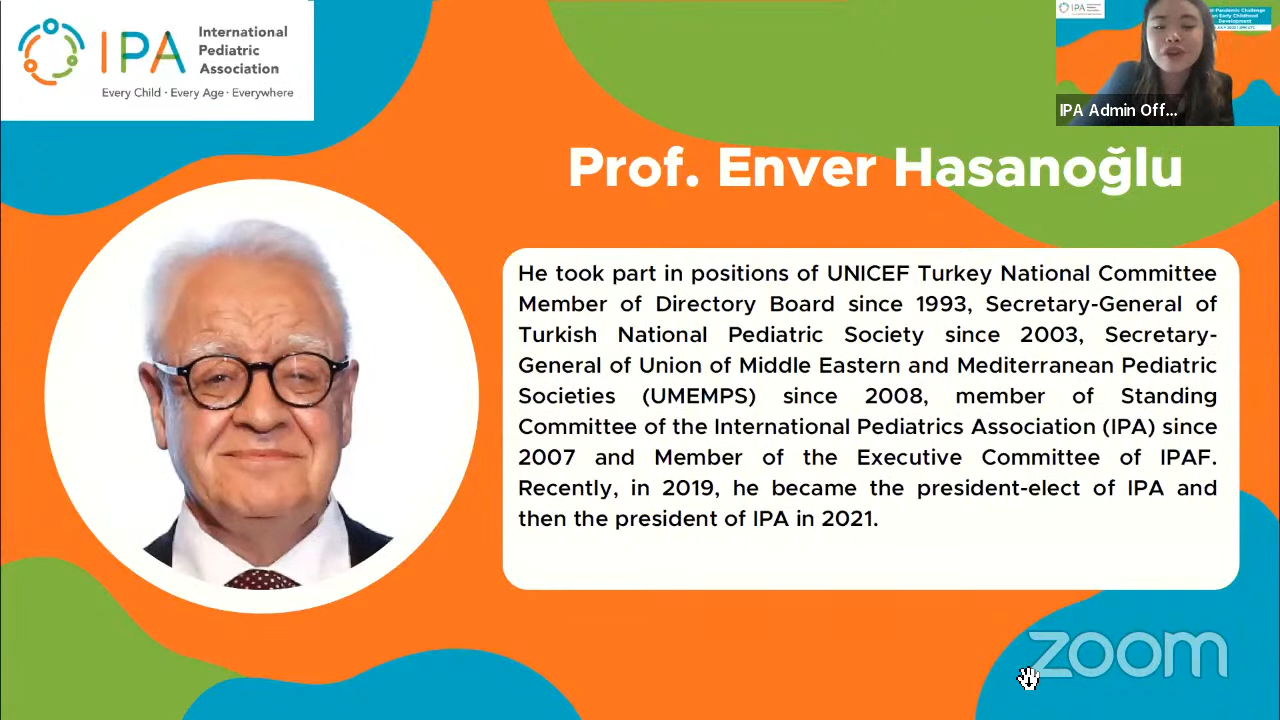 IPA
International
Pediatric
Association
Every Child · Every Age · Everywhere
IPA Admin Off...
Prof. Enver Hasanoğlu
He took part in positions of UNICEF Turkey National Committee
Member of Directory Board since 1993, Secretary-General of
Turkish National Pediatric Society since 2003, Secretary-
General of Union of Middle Eastern and Mediterranean Pediatric
Societies (UMEMPS) since 2008, member of Standing
Committee of the International Pediatrics Association (IPA) since
2007 and Member of the Executive Committee of IPAF.
Recently, in 2019, he became the president-elect of IPA and
then the president of IPA in 2021.
zoom